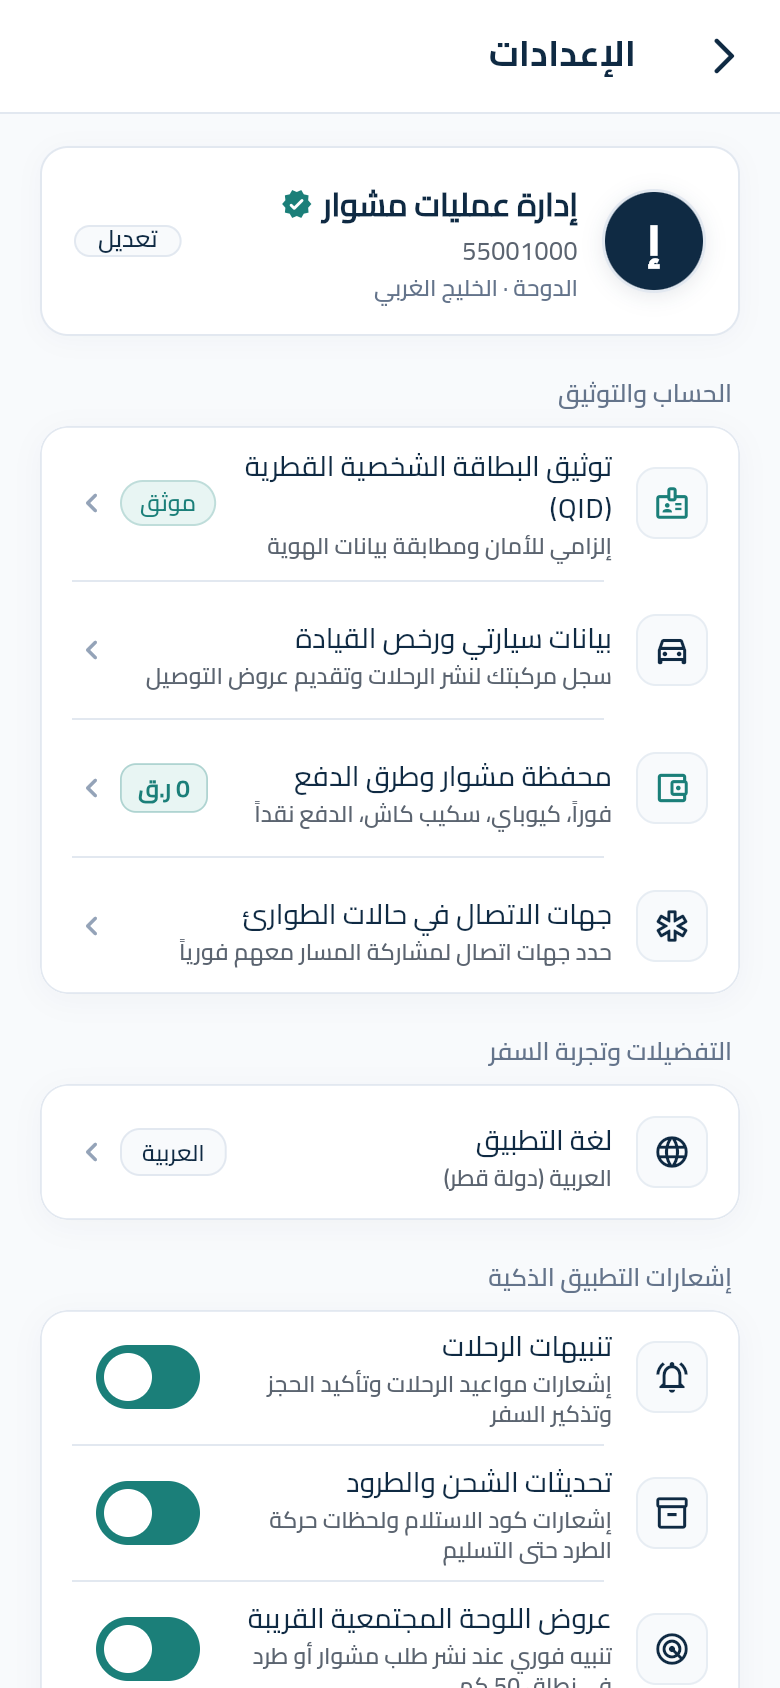 الإعدادات
إ
إدارة عمليات مشوار
55001000
الدوحة · الخليج الغربي
تعديل
الحساب والتوثيق
توثيق البطاقة الشخصية القطرية
(QID)
إلزامي للأمان ومطابقة بيانات الهوية
موثق
بيانات سيارتي ورخص القيادة
سجل مركبتك لنشر الرحلات وتقديم عروض التوصيل
محفظة مشوار وطرق الدفع
فوراً، كيوباي، سكيب كاش، الدفع نقداً
0 ر.ق
جهات الاتصال في حالات الطوارئ
حدد جهات اتصال لمشاركة المسار معهم فورياً
التفضيلات وتجربة السفر
لغة التطبيق
العربية (دولة قطر)
العربية
إشعارات التطبيق الذكية
تنبيهات الرحلات
إشعارات مواعيد الرحلات وتأكيد الحجز
وتذكير السفر
تحديثات الشحن والطرود
إشعارات كود الاستلام ولحظات حركة
الطرد حتى التسليم
عروض اللوحة المجتمعية القريبة
تنبيه فوري عند نشر طلب مشوار أو طرد
في نطاق 50 كم